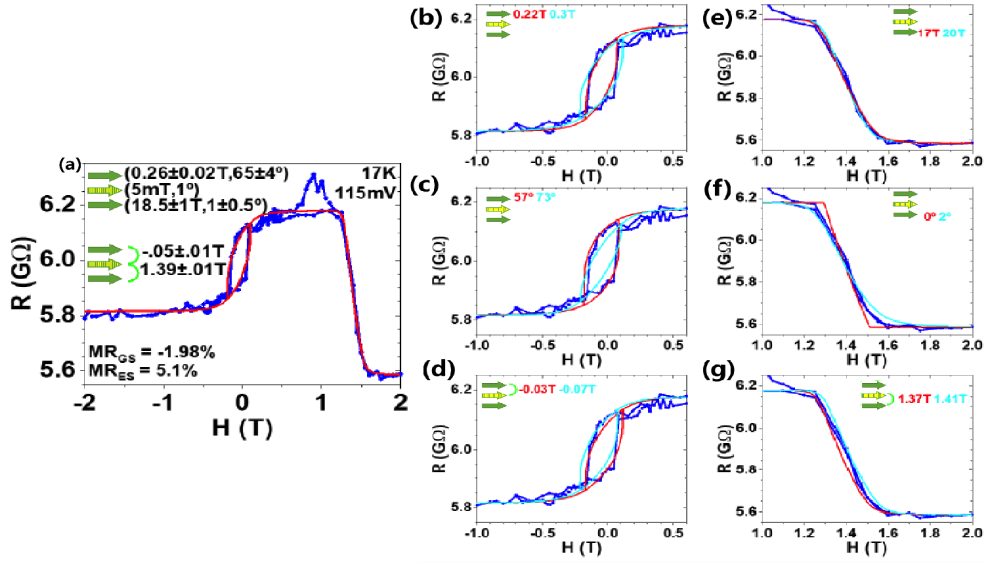 (a)
(0.26±0.02T,65±4º)
(5mT,1º)
(18.5±1T,1±0.5º)
17K
115mV
-.05±.01T
1.39±.01T
MR_GS = -1.98%
MR_ES = 5.1%
R (GΩ)
6.2
6.0
5.8
5.6
-2 -1 0 1 2
H (T)
(b)
0.22T 0.3T
R (GΩ)
6.2
6.0
5.8
-1.0 -0.5 0.0 0.5
(c)
57º 73º
R (GΩ)
6.2
6.0
5.8
-1.0 -0.5 0.0 0.5
(d)
-0.03T -0.07T
R (GΩ)
6.2
6.0
5.8
-1.0 -0.5 0.0 0.5
H (T)
(e)
17T 20T
R (GΩ)
6.2
6.0
5.8
5.6
1.0 1.2 1.4 1.6 1.8 2.0
(f)
0º 2º
R (GΩ)
6.2
6.0
5.8
5.6
1.0 1.2 1.4 1.6 1.8 2.0
(g)
1.37T 1.41T
R (GΩ)
6.2
6.0
5.8
5.6
1.0 1.2 1.4 1.6 1.8 2.0
H (T)